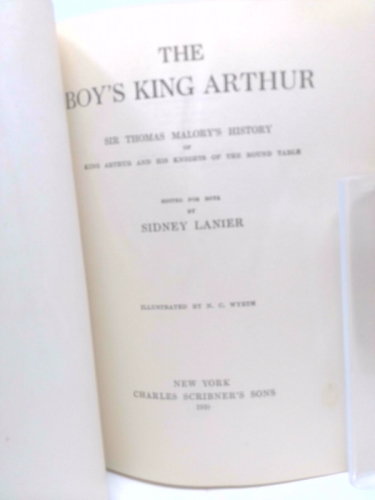 THE
BOY'S KING ARTHUR
SIR THOMAS MALORY'S HISTORY
OF
KING ARTHUR AND HIS KNIGHTS OF THE ROUND TABLE
EDITED FOR BOYS
BY
SIDNEY LANIER
ILLUSTRATED BY N. C. WYETH
NEW YORK
CHARLES SCRIBNER'S SONS